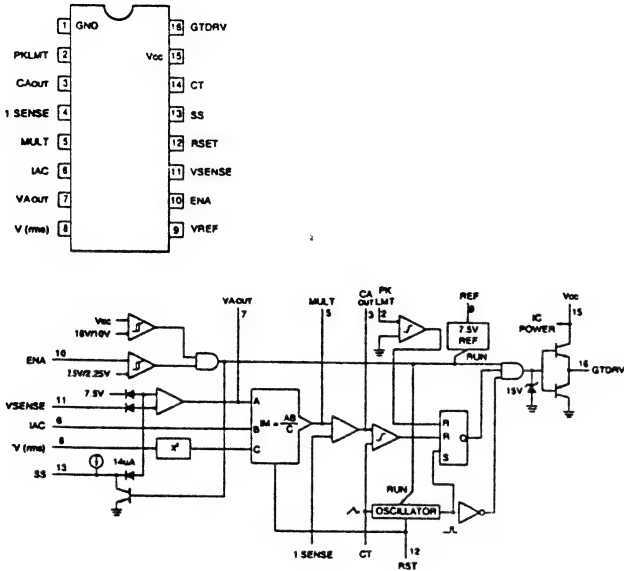 1 GND 16 GTDRV
PKLMT 2 Vcc 15
CAOUT 3 14 CT
1 SENSE 4 13 SS
MULT 5 12 RSET
IAC 6 11 VSENSE
VAOUT 7 10 ENA
V (rms) 8 9 VREF
VAOUT
7
MULT
5
CA
OUT
3
PK
LMT
2
REF
9
Vcc
15
Vcc
16V/10V
IC
POWER
7.5V
REF
RUN
ENA 10
2.5V/2.25V
16
GTDRV
15V
7.5V
VSENSE 11
A
IM = AB/C
IAC 6
B
R
R
Q
S
V (rms) 8
X²
C
SS 13
14uA
RUN
OSCILLATOR
1 SENSE
CT
12
RST